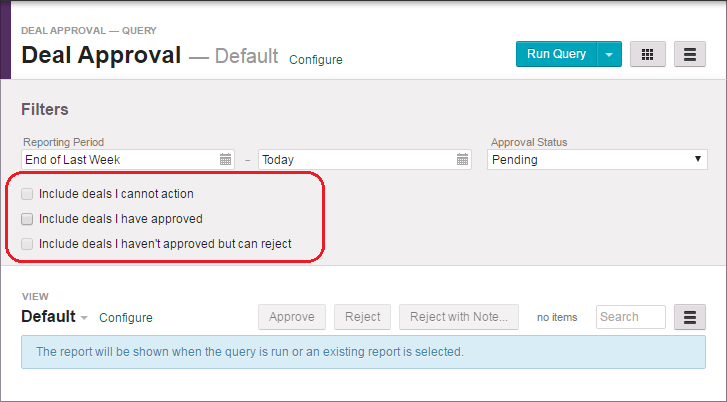 DEAL APPROVAL — QUERY
Deal Approval — Default Configure
Run Query
Filters
Reporting Period
Approval Status
End of Last Week – Today
Pending
Include deals I cannot action
Include deals I have approved
Include deals I haven't approved but can reject
VIEW
Default Configure
Approve Reject Reject with Note... no items Search
The report will be shown when the query is run or an existing report is selected.